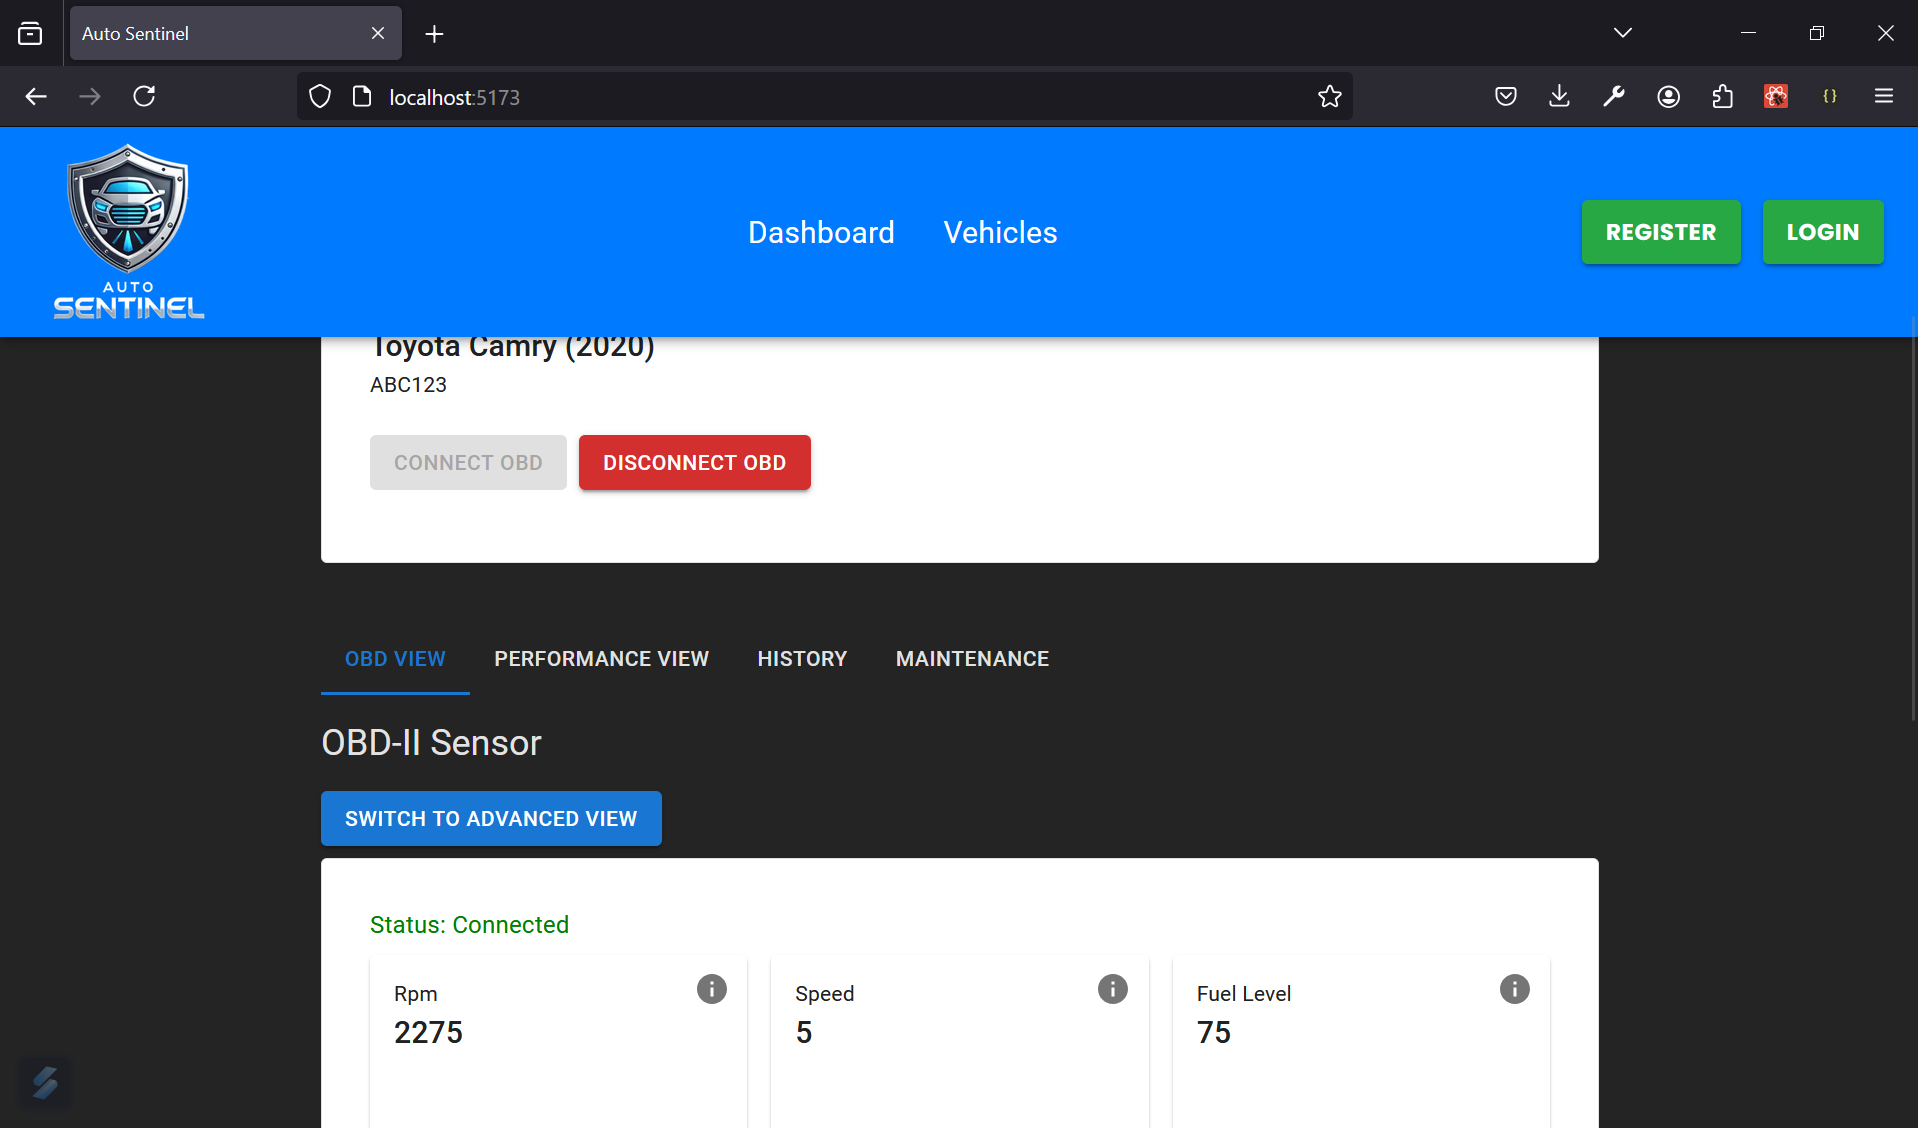 Auto Sentinel
localhost:5173
AUTO
SENTINEL
Dashboard
Vehicles
REGISTER
LOGIN
Toyota Camry (2020)
ABC123
CONNECT OBD
DISCONNECT OBD
OBD VIEW
PERFORMANCE VIEW
HISTORY
MAINTENANCE
OBD-II Sensor
SWITCH TO ADVANCED VIEW
Status: Connected
Rpm
2275
Speed
5
Fuel Level
75